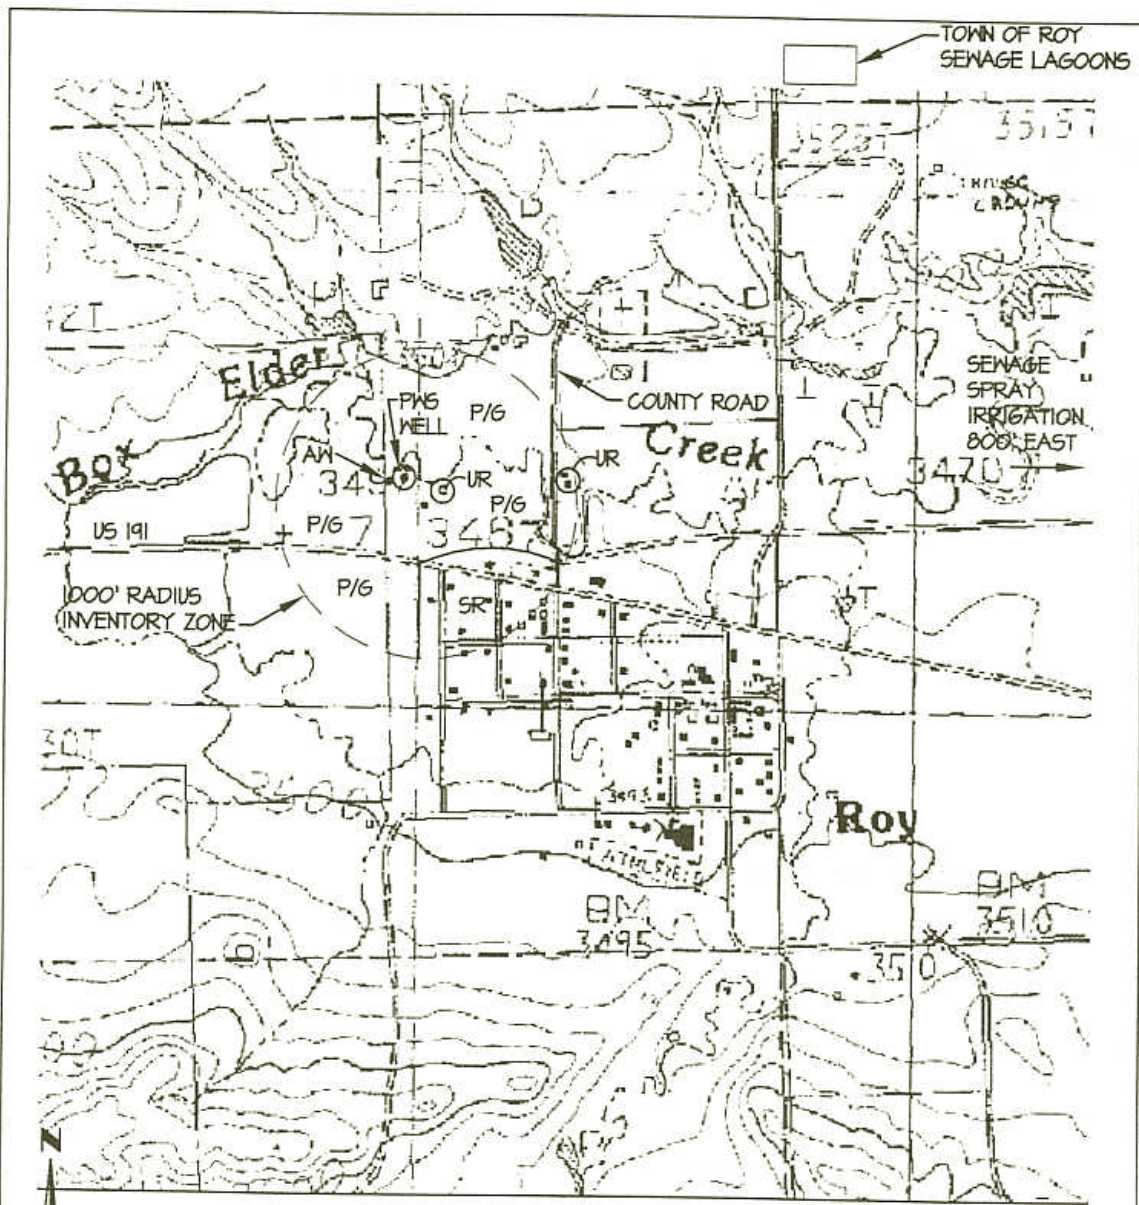 TOWN OF ROY
SEWAGE LAGOONS
Elder
PWS
WELL
P/G
COUNTY ROAD
SEWAGE
SPRAY
IRRIGATION
800' EAST
Box
AW
UR
UR
Creek
3470
P/G
US 191
P/G
1000' RADIUS
INVENTORY ZONE
P/G
SR
Roy
BM
3495
BM
3510
3510
N